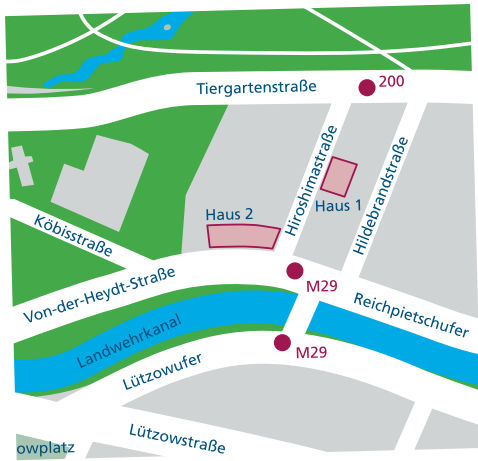 Tiergartenstraße
200
Hiroshimastraße
Hildebrandstraße
Haus 1
Haus 2
Köbisstraße
Von-der-Heydt-Straße
M29
Reichpietschufer
Landwehrkanal
M29
Lützowufer
Lützowstraße
owplatz